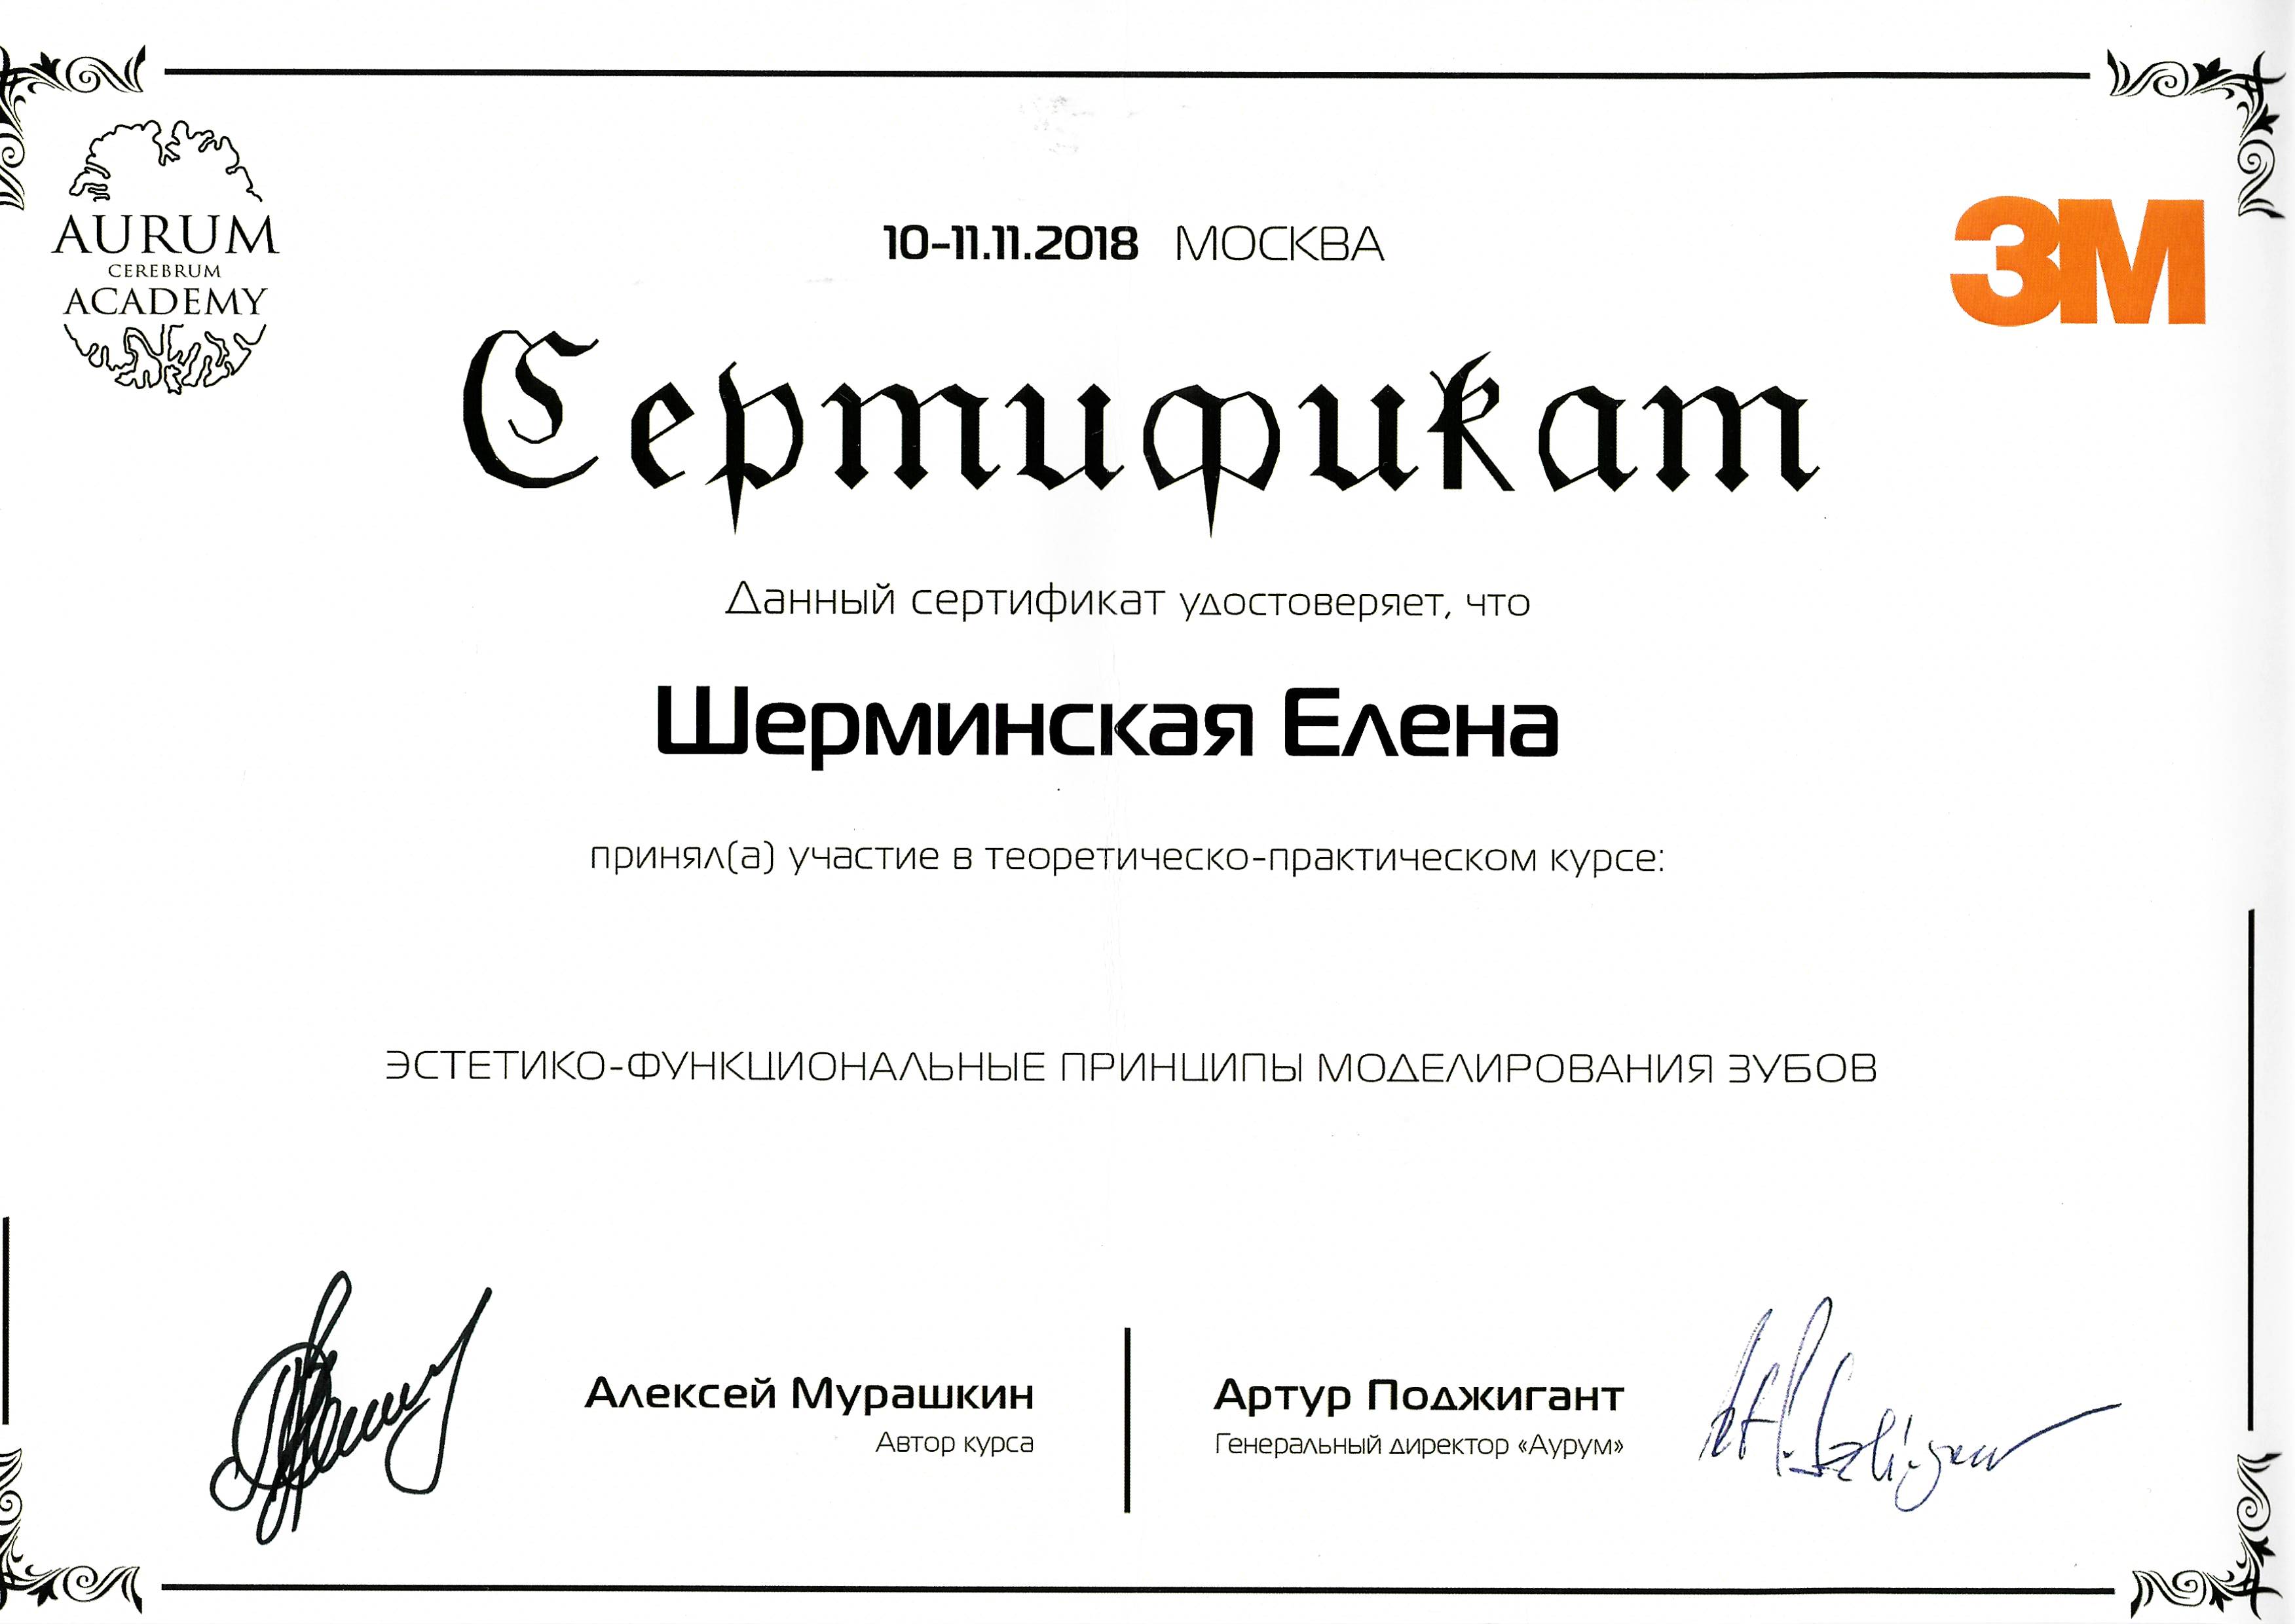 AURUM
CEREBRUM
ACADEMY
10-11.11.2018 МОСКВА
3M
Сертификат
Данный сертификат удостоверяет, что
Шерминская Елена
принял(а) участие в теоретическо-практическом курсе:
ЭСТЕТИКО-ФУНКЦИОНАЛЬНЫЕ ПРИНЦИПЫ МОДЕЛИРОВАНИЯ ЗУБОВ
Алексей Мурашкин
Автор курса
Артур Поджигант
Генеральный директор «Аурум»